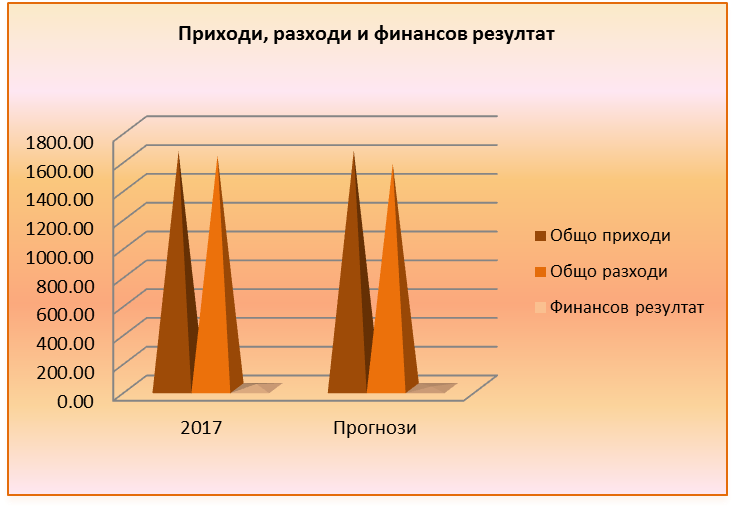 Приходи, разходи и финансов резултат
1800.00
1600.00
1400.00
1200.00
1000.00
800.00
600.00
400.00
200.00
0.00
2017
Прогнози
Общо приходи
Общо разходи
Финансов резултат